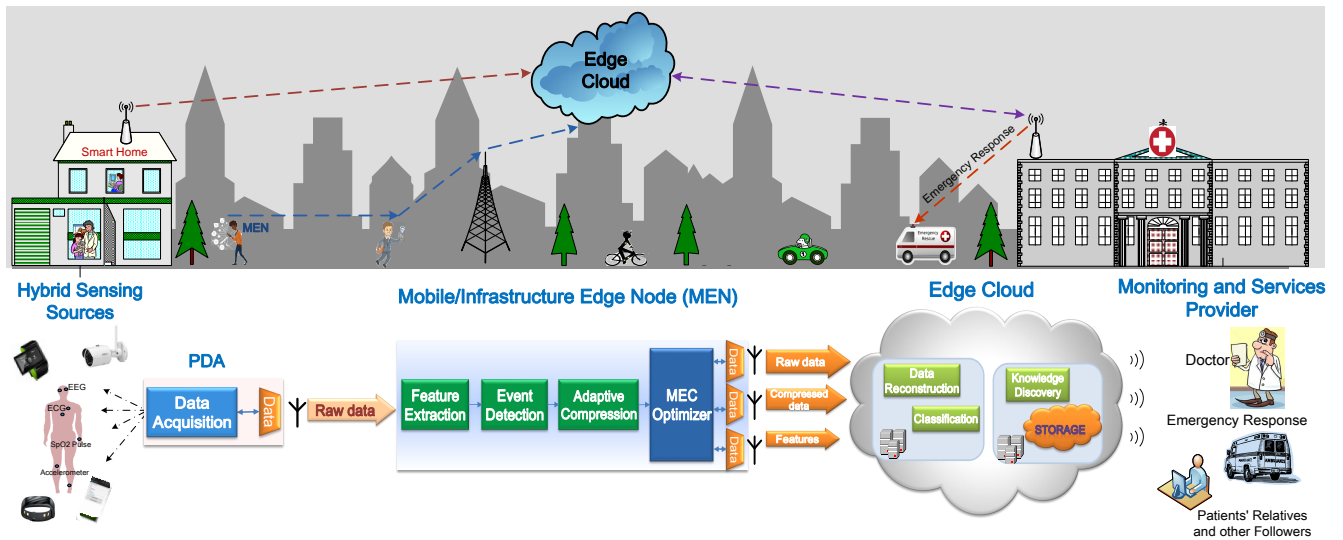 Edge
Cloud
Smart Home
MEN
Emergency Response
Emergency
Rescue
Hybrid Sensing
Sources
Mobile/Infrastructure Edge Node (MEN)
Edge Cloud
Monitoring and Services
Provider
PDA
EEG
ECG
SpO2 Pulse
Accelerometer
Data
Acquisition
Data
Raw data
Feature
Extraction
Event
Detection
Adaptive
Compression
MEC
Optimizer
Data
Data
Data
Raw data
Compressed
data
Features
Data
Reconstruction
Classification
Knowledge
Discovery
STORAGE
Doctor
Emergency Response
AMBULANCE
Patients' Relatives
and other Followers